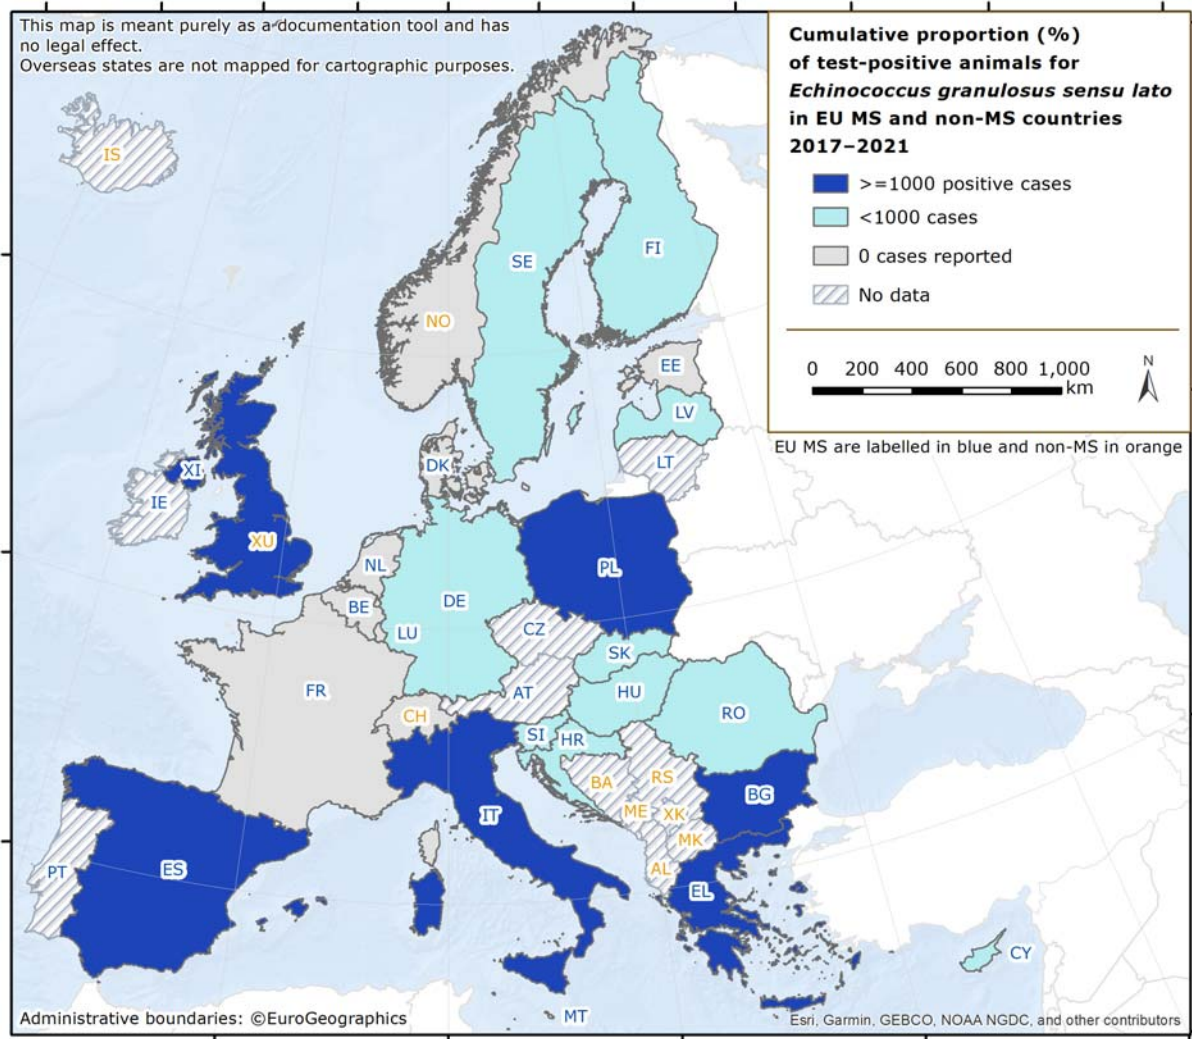 This map is meant purely as a documentation tool and has
no legal effect.
Overseas states are not mapped for cartographic purposes.
Cumulative proportion (%)
of test-positive animals for
Echinococcus granulosus sensu lato
in EU MS and non-MS countries
2017–2021
>=1000 positive cases
<1000 cases
0 cases reported
No data
0 200 400 600 800 1,000
km
N
EU MS are labelled in blue and non-MS in orange
IS
SE
FI
NO
EE
LV
DK
LT
XI
IE
XU
NL
PL
BE
DE
LU
CZ
SK
FR
AT
HU
CH
RO
SI
HR
BA
RS
BG
IT
ME
XK
MK
PT
ES
AL
EL
CY
MT
Administrative boundaries: ©EuroGeographics
Esri, Garmin, GEBCO, NOAA NGDC, and other contributors